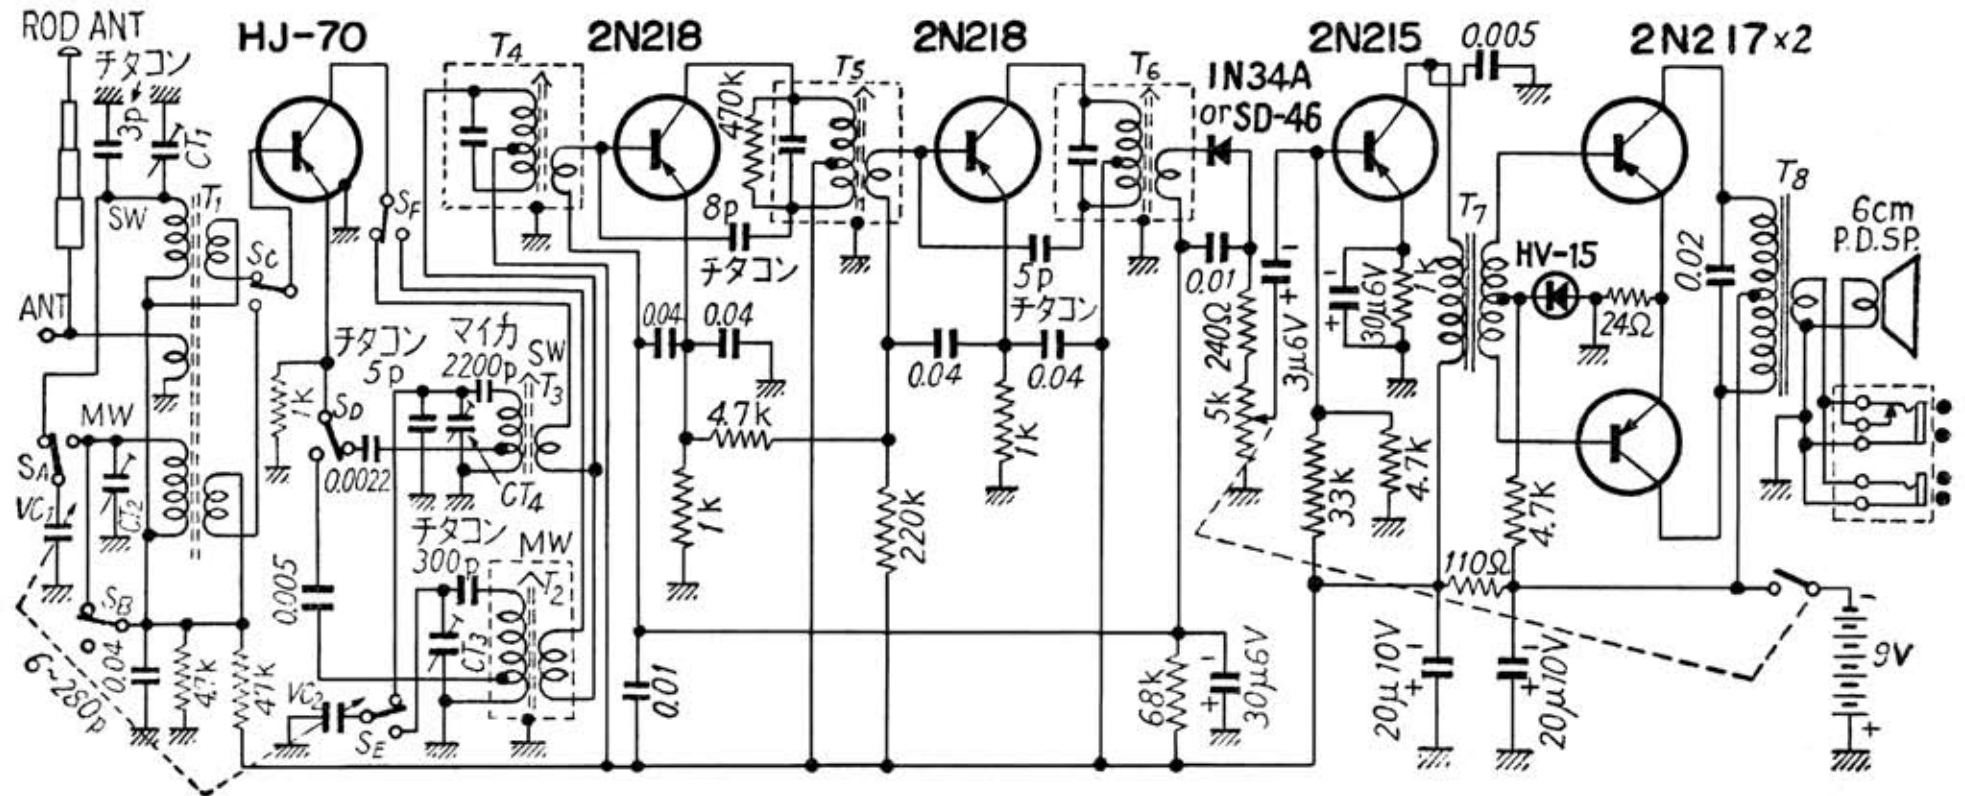 ROD ANT
チタコン
3P
CT1
HJ-70
T4
2N218
470K
T5
2N218
T6
1N34A
or SD-46
2N215
0.005
2N217×2
SW
T1
SC
SF
8p
チタコン
5p
チタコン
0.01
240Ω
3μ6V
30μ6V
1K
T7
HV-15
24Ω
0.02
T8
6cm
P.D.SP.
ANT
チタコン
5p
マイカ
2200p
SW
T3
0.04
0.04
0.04
0.04
MW
1K
SD
0.0022
CT4
4.7K
1K
5K
33K
4.7K
4.7K
SA
VC1
CT2
1K
220K
チタコン
300p
MW
T2
0.005
CT3
110Ω
SB
0.04
4.7K
47K
6~280p
VC2
SE
0.01
68K
30μ6V
20μ10V
20μ10V
9V